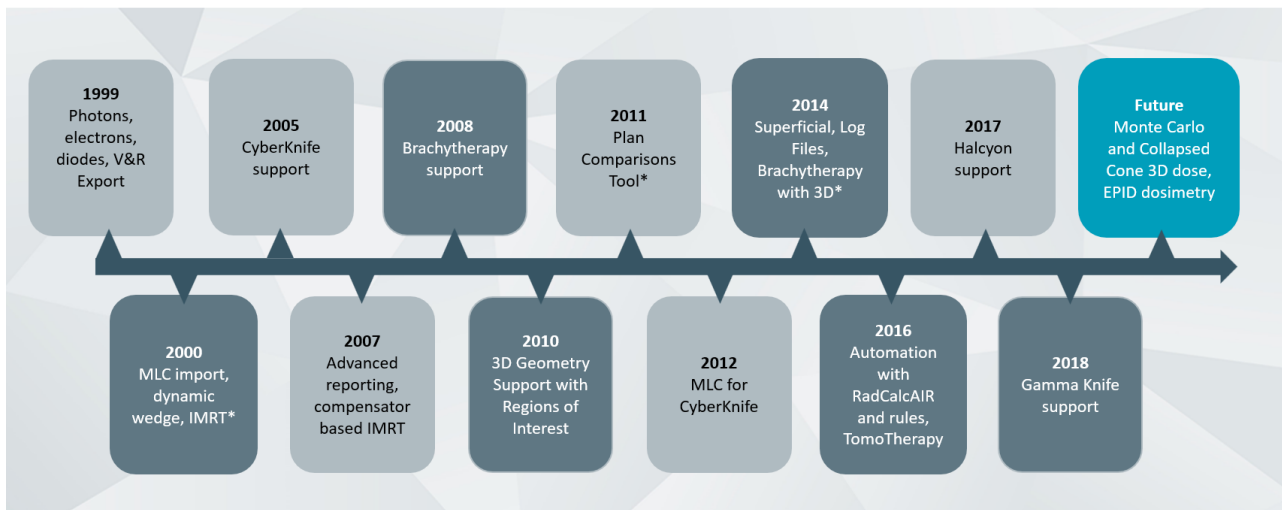 1999
Photons,
electrons,
diodes, V&R
Export
2005
CyberKnife
support
2008
Brachytherapy
support
2011
Plan
Comparisons
Tool*
2014
Superficial, Log
Files,
Brachytherapy
with 3D*
2017
Halcyon
support
Future
Monte Carlo
and Collapsed
Cone 3D dose,
EPID dosimetry
2000
MLC import,
dynamic
wedge, IMRT*
2007
Advanced
reporting,
compensator
based IMRT
2010
3D Geometry
Support with
Regions of
Interest
2012
MLC for
CyberKnife
2016
Automation
with
RadCalcAIR
and rules,
TomoTherapy
2018
Gamma Knife
support